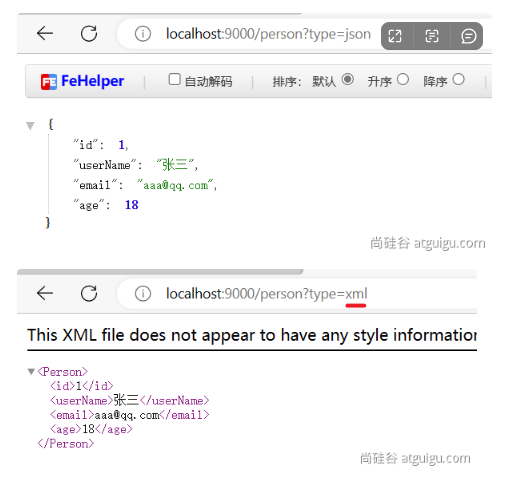 localhost:9000/person?type=json
FeHelper 自动解码 排序: 默认 升序 降序
{
"id": 1,
"userName": "张三",
"email": "aaa@qq.com",
"age": 18
}
尚硅谷 atguigu.com
localhost:9000/person?type=xml
This XML file does not appear to have any style information
<Person>
<id>1</id>
<userName>张三</userName>
<email>aaa@qq.com</email>
<age>18</age>
</Person>
尚硅谷 atguigu.com